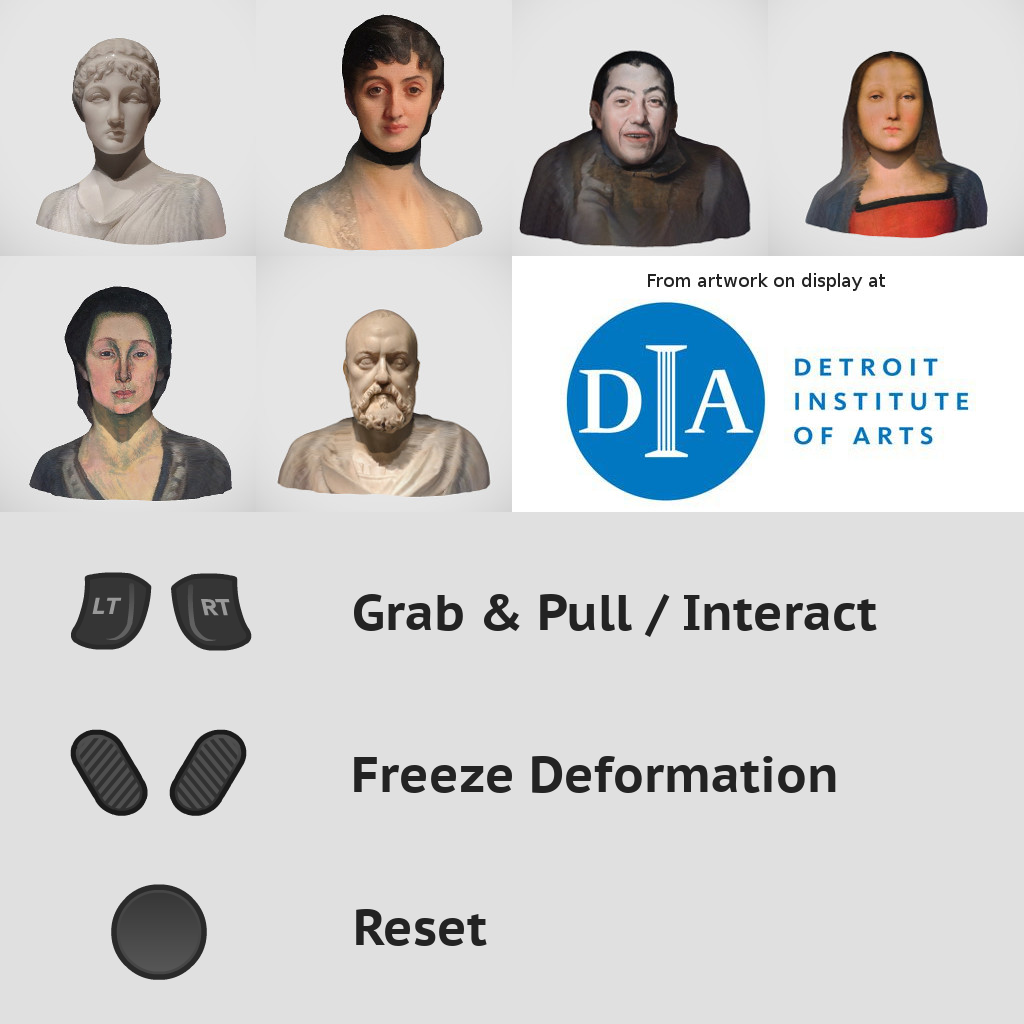 From artwork on display at
DIA
DETROIT
INSTITUTE
OF ARTS
LT RT
Grab & Pull / Interact
Freeze Deformation
Reset